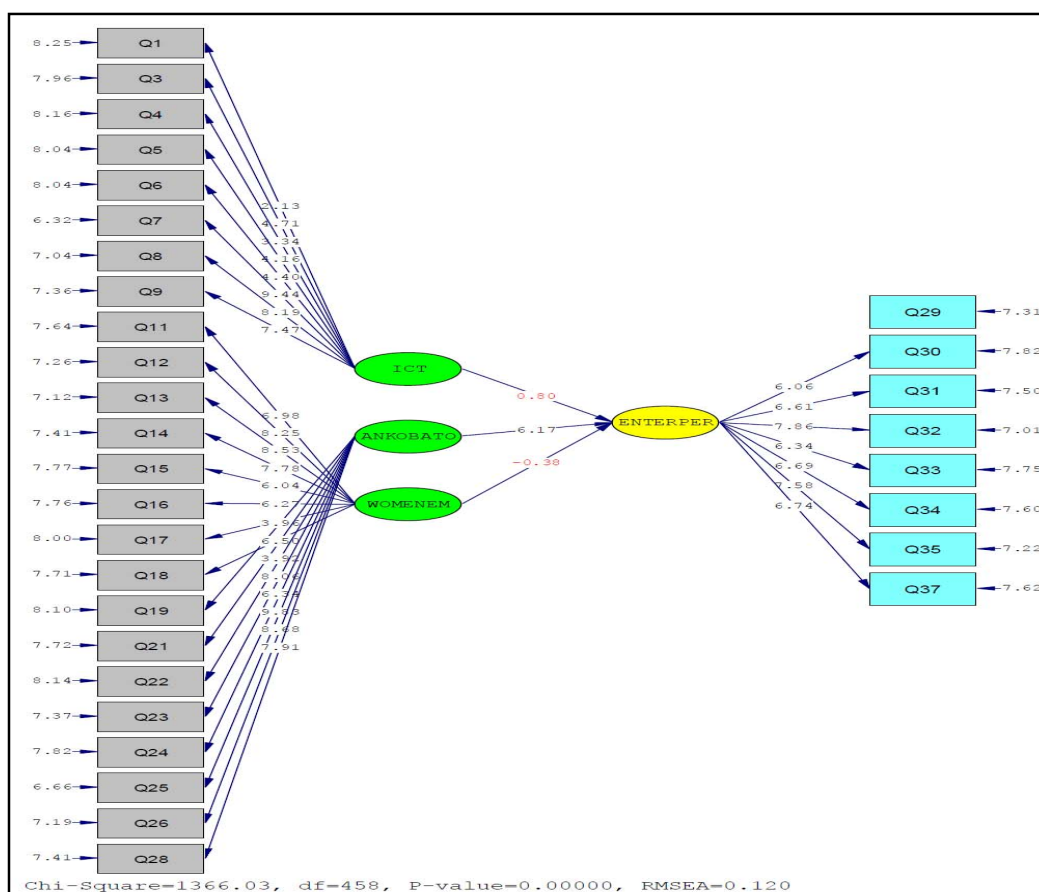 8.25 Q1
7.96 Q3
8.16 Q4
8.04 Q5
8.04 Q6
6.32 Q7
7.04 Q8
7.36 Q9
7.64 Q11
7.26 Q12
7.12 Q13
7.41 Q14
7.77 Q15
7.76 Q16
8.00 Q17
7.71 Q18
8.10 Q19
7.72 Q21
8.14 Q22
7.37 Q23
7.82 Q24
6.66 Q25
7.19 Q26
7.41 Q28
2.13
4.71
3.34
4.16
4.40
9.44
8.19
7.47
6.98
8.25
8.53
7.78
6.04
6.27
3.96
6.50
3.92
8.06
6.34
9.83
8.68
7.91
ICT
ANKOBATO
WOMENEM
0.80
6.17
-0.38
ENTERPER
6.06
6.61
7.86
6.34
6.69
7.58
6.74
Q29 7.31
Q30 7.82
Q31 7.50
Q32 7.01
Q33 7.75
Q34 7.60
Q35 7.22
Q37 7.62
Chi-Square=1366.03, df=458, P-value=0.00000, RMSEA=0.120